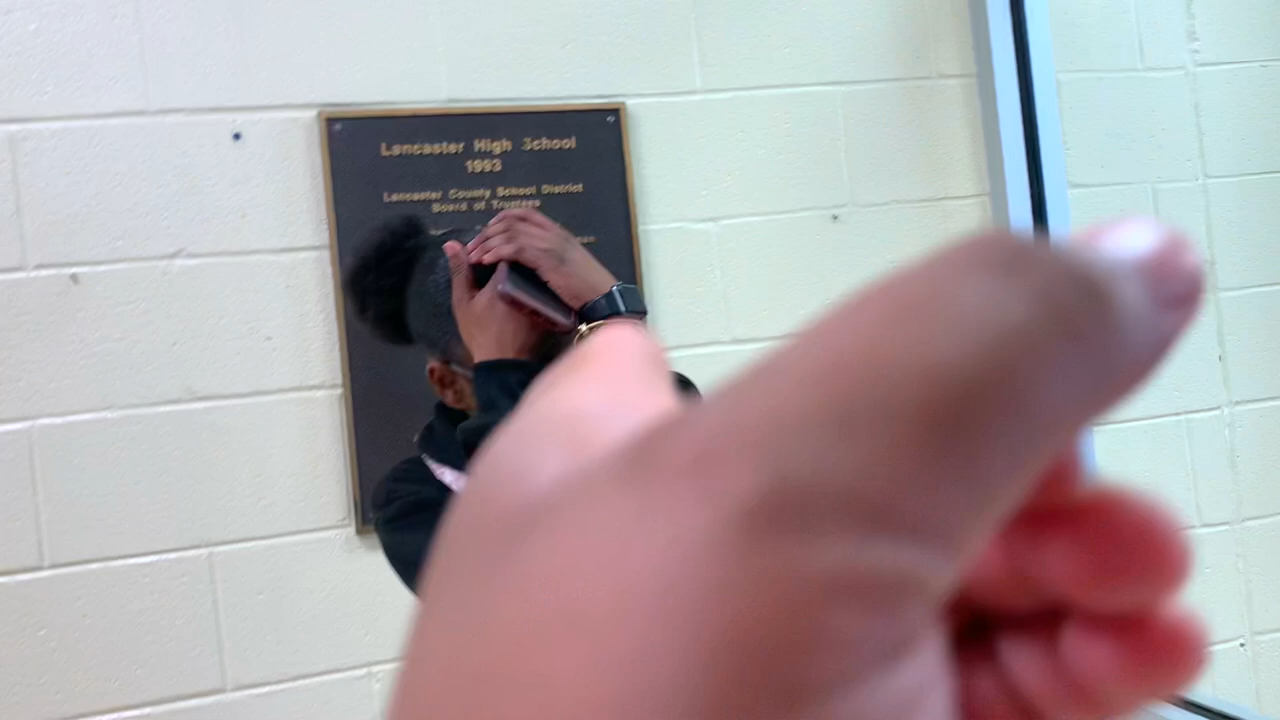 Lancaster High School
1993
Lancaster County School District
Board of Trustees